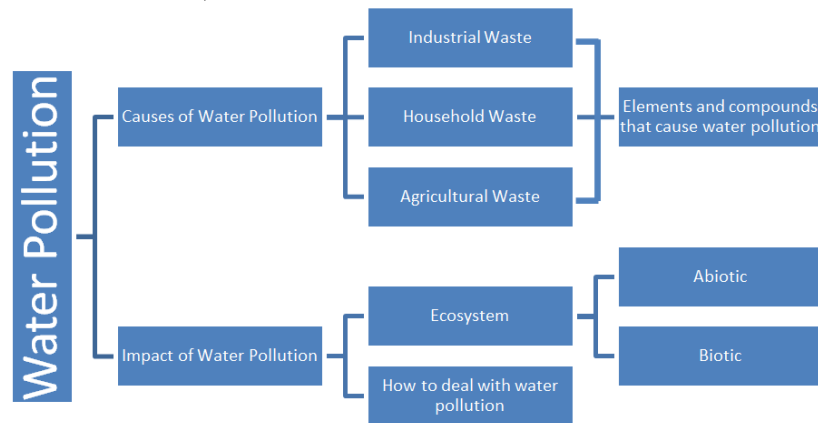 Water Pollution
Causes of Water Pollution
Industrial Waste
Household Waste
Agricultural Waste
Elements and compounds
that cause water pollution
Impact of Water Pollution
Ecosystem
How to deal with water
pollution
Abiotic
Biotic